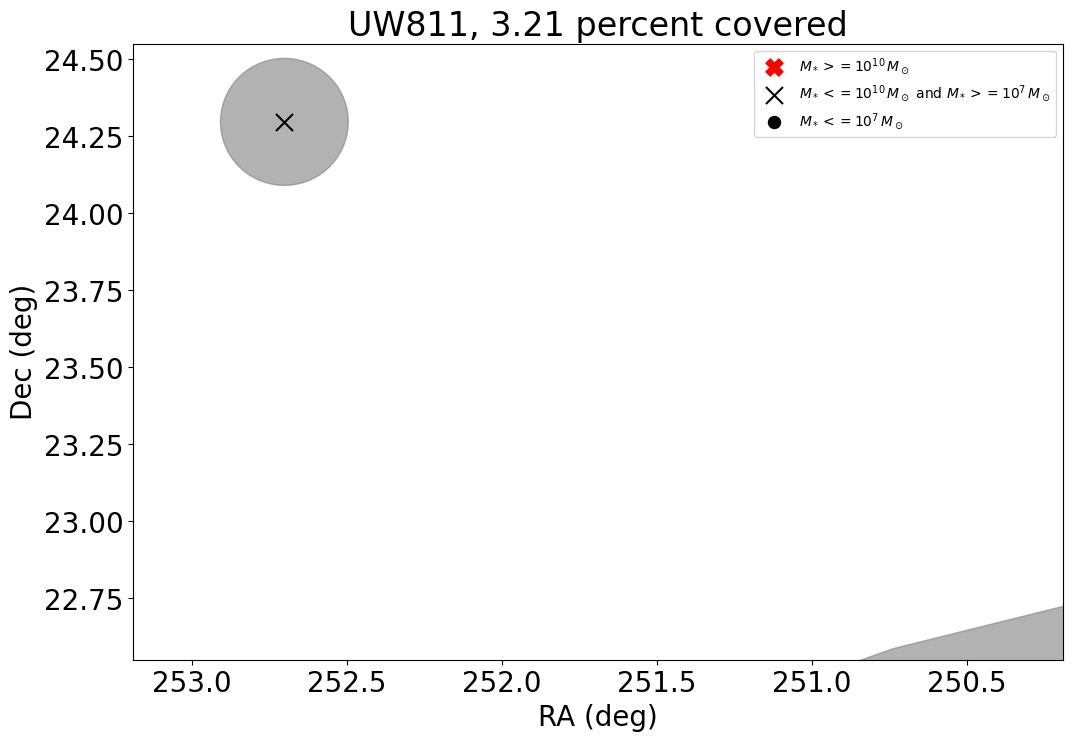 UW811, 3.21 percent covered
M* >= 10^10 M⊙
M* <= 10^10 M⊙ and M* >= 10^7 M⊙
M* <= 10^7 M⊙
24.50
24.25
24.00
23.75
23.50
23.25
23.00
22.75
Dec (deg)
253.0 252.5 252.0 251.5 251.0 250.5
RA (deg)